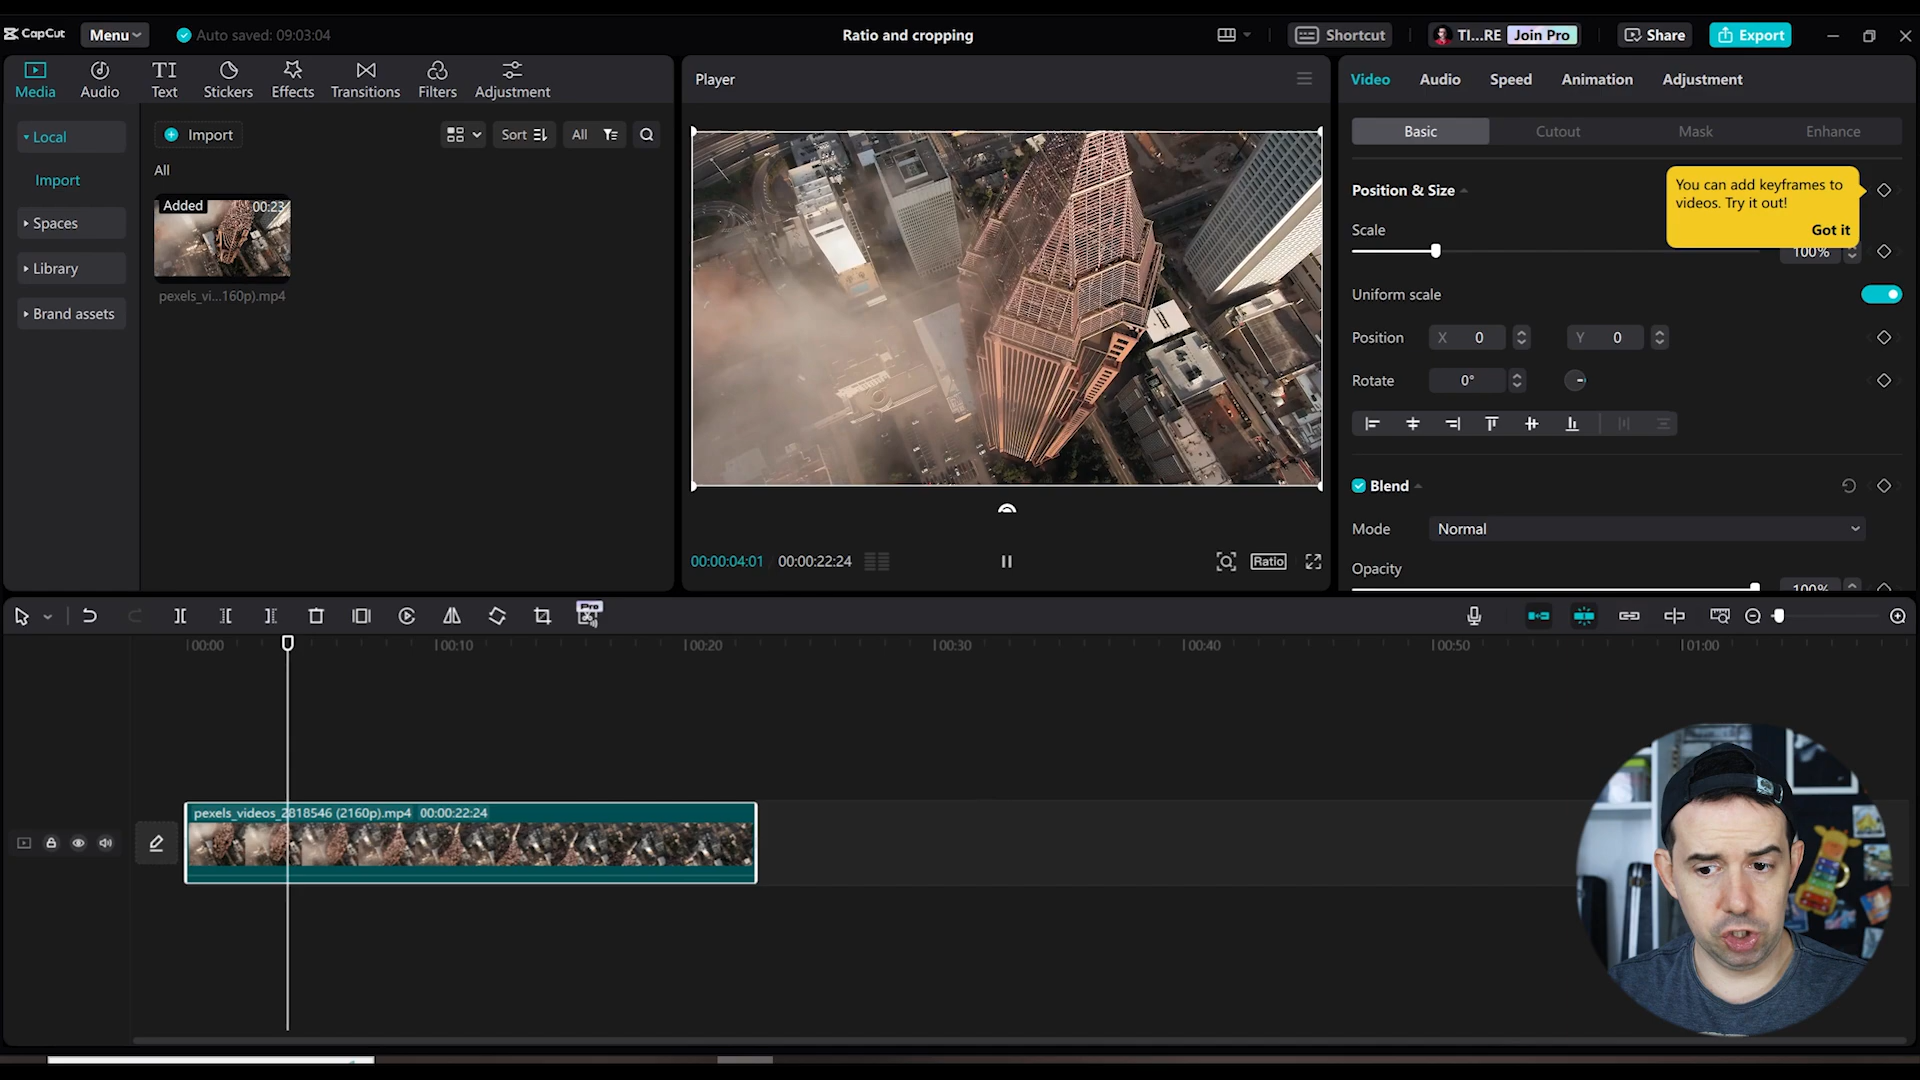 CapCut
Menu
Auto saved: 09:03:04
Ratio and cropping
Shortcut
TI...RE
Join Pro
Share
Export
Media
Audio
Text
Stickers
Effects
Transitions
Filters
Adjustment
Local
Import
Spaces
Library
Brand assets
Import
Sort
All
All
Added
00:23
pexels_vi...160p).mp4
Player
00:00:04:01
00:00:22:24
Ratio
Video
Audio
Speed
Animation
Adjustment
Basic
Cutout
Mask
Enhance
Position & Size
You can add keyframes to
videos. Try it out!
Got it
Scale
100%
Uniform scale
Position
X 0
Y 0
Rotate
0°
Blend
Mode
Normal
Opacity
100%
Pro
00:00
00:10
00:20
00:30
00:40
00:50
01:00
pexels_videos_2818546 (2160p).mp4 00:00:22:24